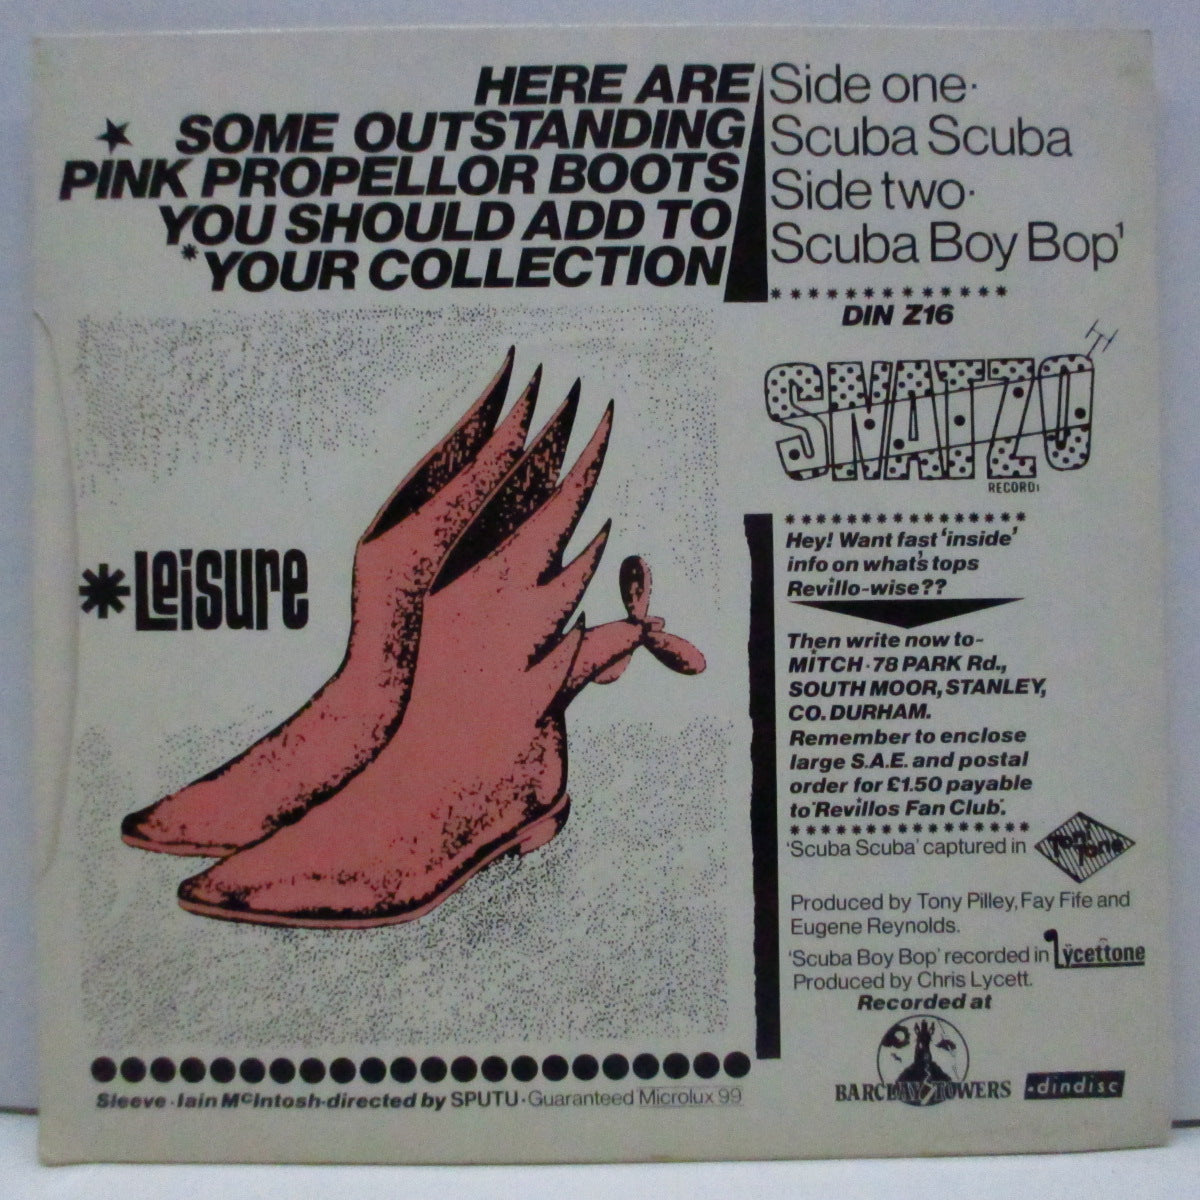 HERE ARE
★ SOME OUTSTANDING
PINK PROPELLOR BOOTS
YOU SHOULD ADD TO
*YOUR COLLECTION
Side one·
Scuba Scuba
Side two·
Scuba Boy Bop'
*************
DIN Z16
SNATZO
RECORDS
*Leisure
Hey! Want fast 'inside'
info on what's tops
Revillo-wise??
Then write now to-
MITCH·78 PARK Rd.,
SOUTH MOOR, STANLEY,
CO. DURHAM.
Remember to enclose
large S.A.E. and postal
order for £1.50 payable
to 'Revillos Fan Club'.
'Scuba Scuba' captured in Toni Tone
Produced by Tony Pilley, Fay Fife and
Eugene Reynolds.
'Scuba Boy Bop' recorded in Lycettone
Produced by Chris Lycett.
Recorded at
BARCLAY TOWERS
·dindisc
Sleeve·Iain McIntosh·directed by SPUTU·Guaranteed Microlux 99